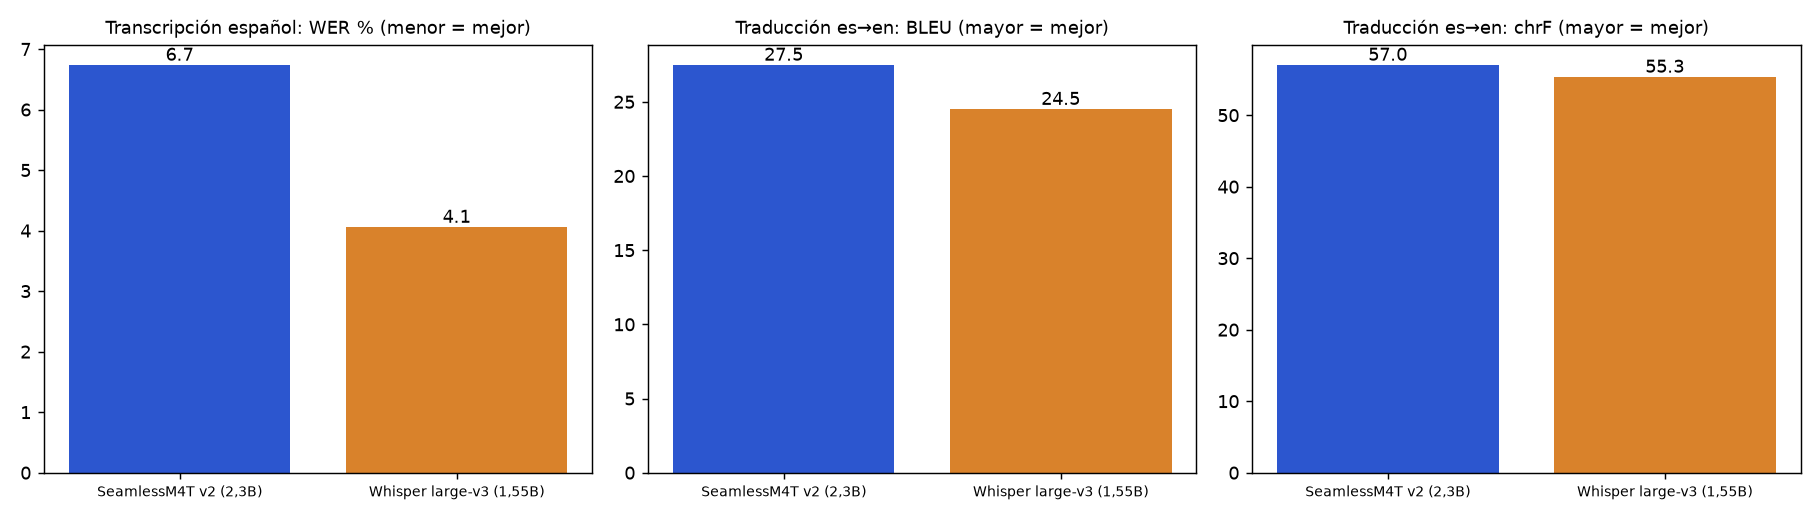 Transcripción español: WER % (menor = mejor)
7
6
5
4
3
2
1
0
6.7
4.1
SeamlessM4T v2 (2,3B)
Whisper large-v3 (1,55B)
Traducción es→en: BLEU (mayor = mejor)
25
20
15
10
5
0
27.5
24.5
SeamlessM4T v2 (2,3B)
Whisper large-v3 (1,55B)
Traducción es→en: chrF (mayor = mejor)
50
40
30
20
10
0
57.0
55.3
SeamlessM4T v2 (2,3B)
Whisper large-v3 (1,55B)